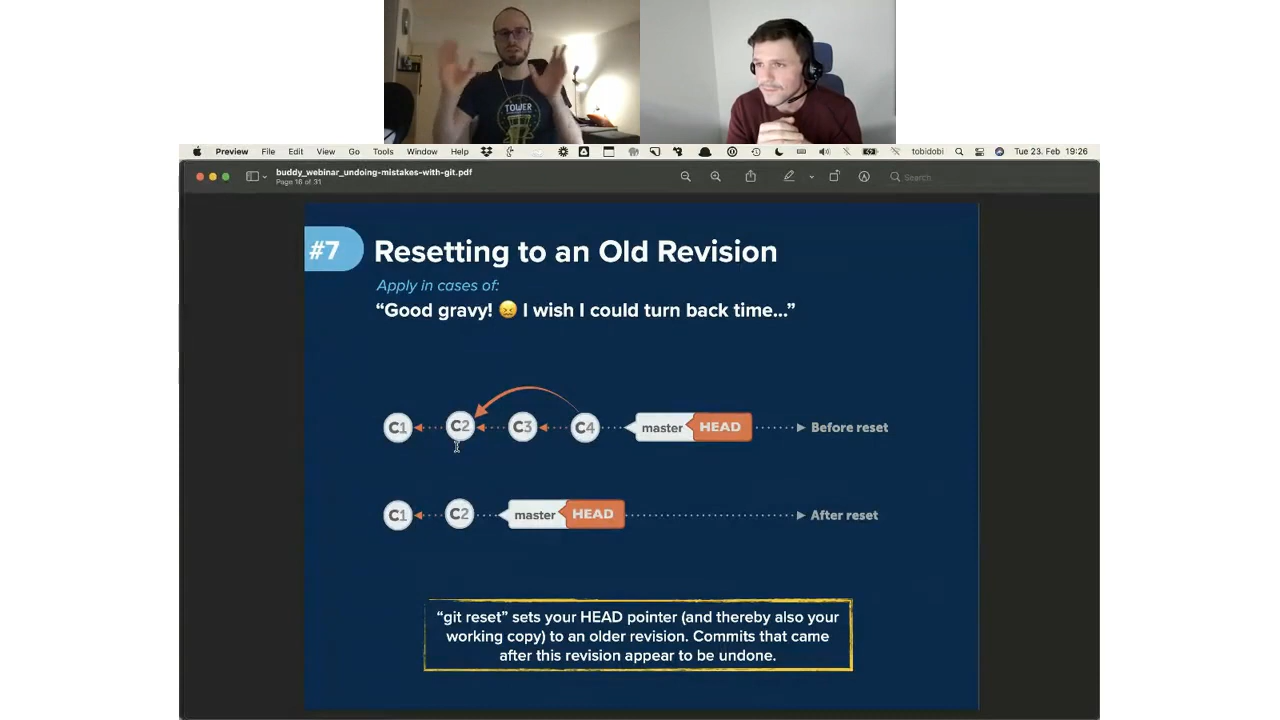 TOWER
Preview File Edit View Go Tools Window Help tobidobi Tue 23. Feb 19:26
buddy_webinar_undoing-mistakes-with-git.pdf
Page 16 of 31
Search
#7 Resetting to an Old Revision
Apply in cases of:
“Good gravy! 😖 I wish I could turn back time...”
C1 C2 C3 C4 master HEAD Before reset
C1 C2 master HEAD After reset
“git reset” sets your HEAD pointer (and thereby also your
working copy) to an older revision. Commits that came
after this revision appear to be undone.